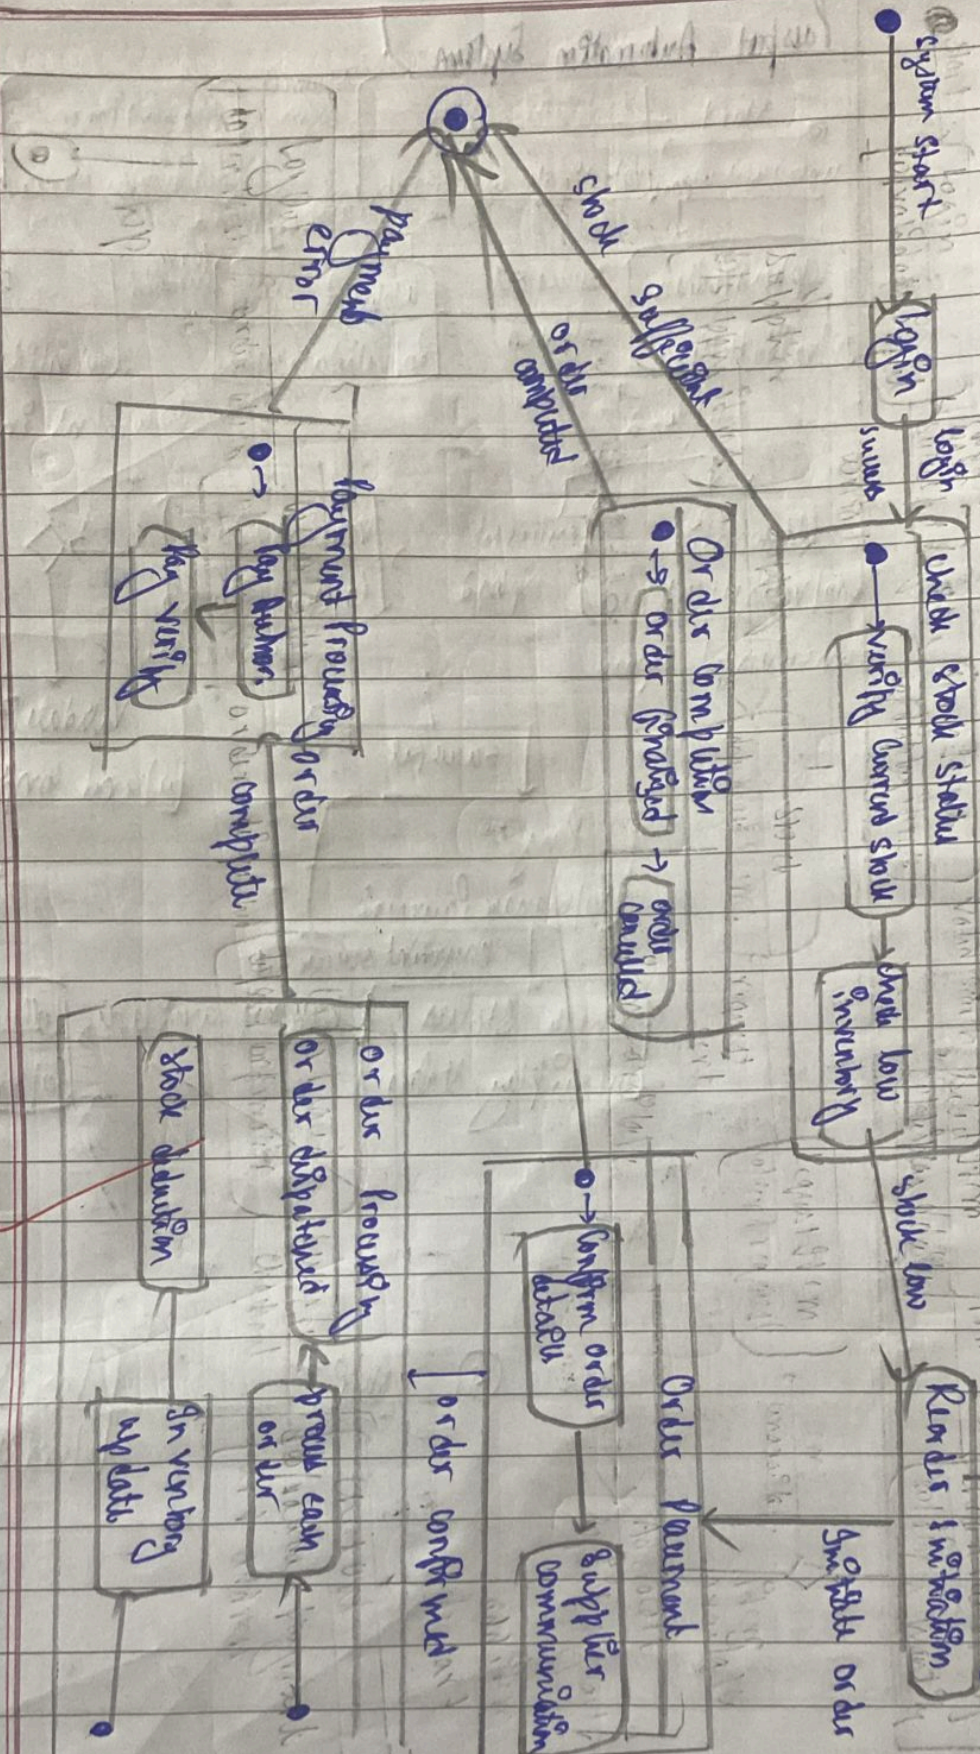 System start
Login
login
success
check stock status
verify current stock
check low
inventory
stock low
Reorder Initiation
Initiate order
sufficient
stock
Order Completion
order finalized
order
cancelled
order
completed
Order Placement
Confirm order
details
Supplier
communication
order confirmed
payment
error
Payment Processing
Pay Author.
Pay verify
order
complete
order Processing
order dispatched
process each
order
Stock deduction
Inventory
update